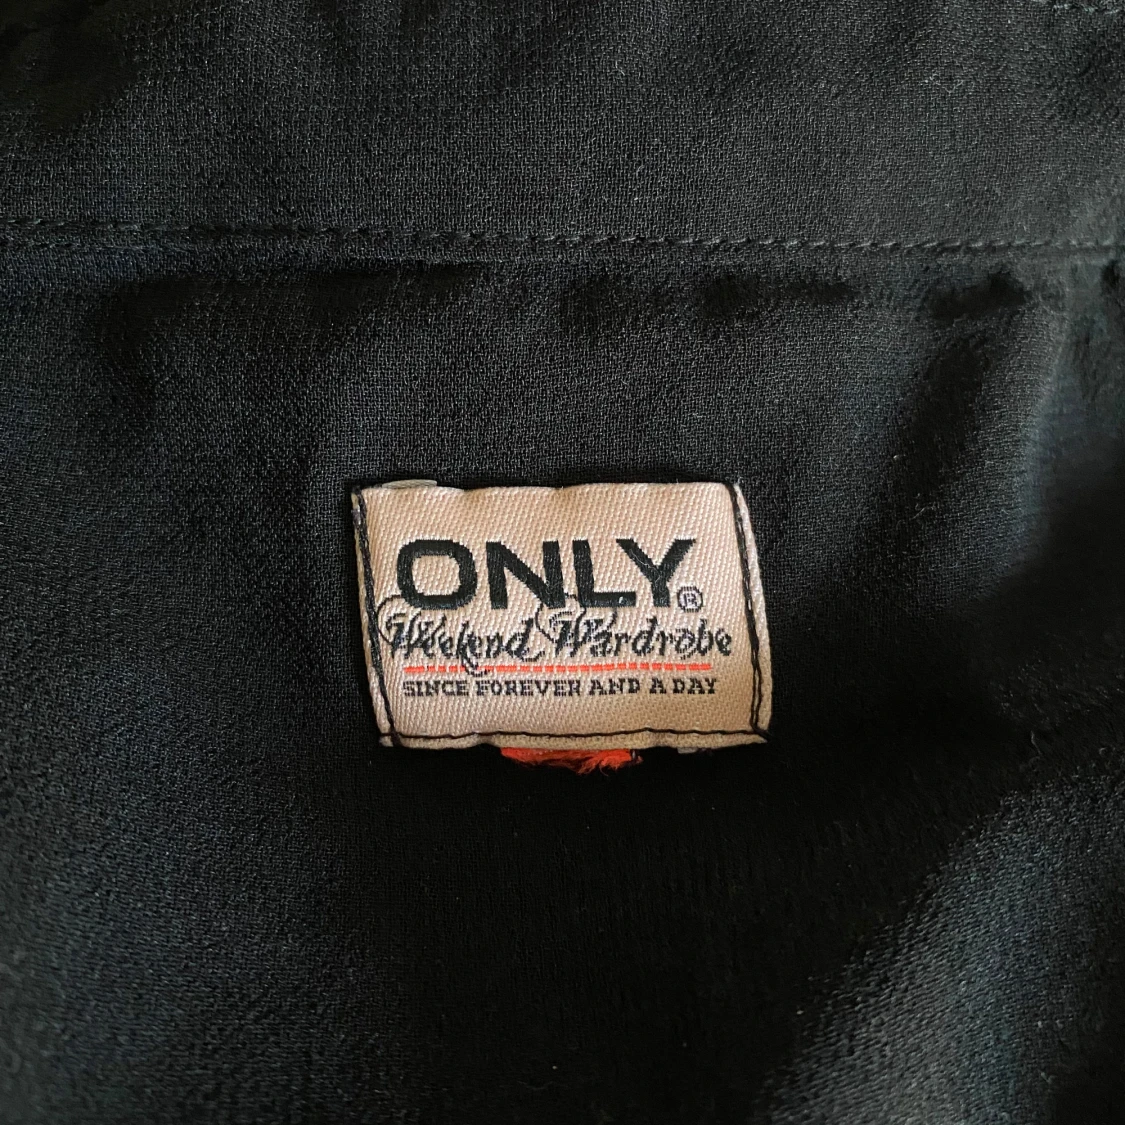 ONLY®
Weekend Wardrobe
SINCE FOREVER AND A DAY